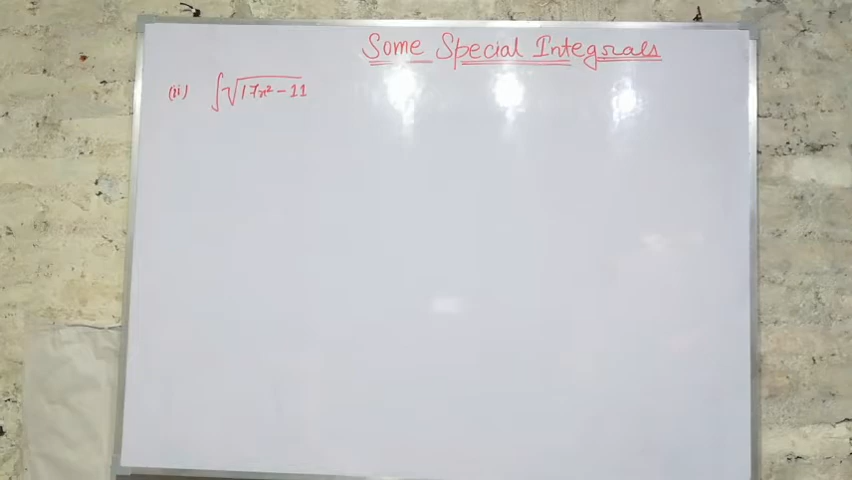 Some Special Integrals
(ii) ∫√17x² - 11